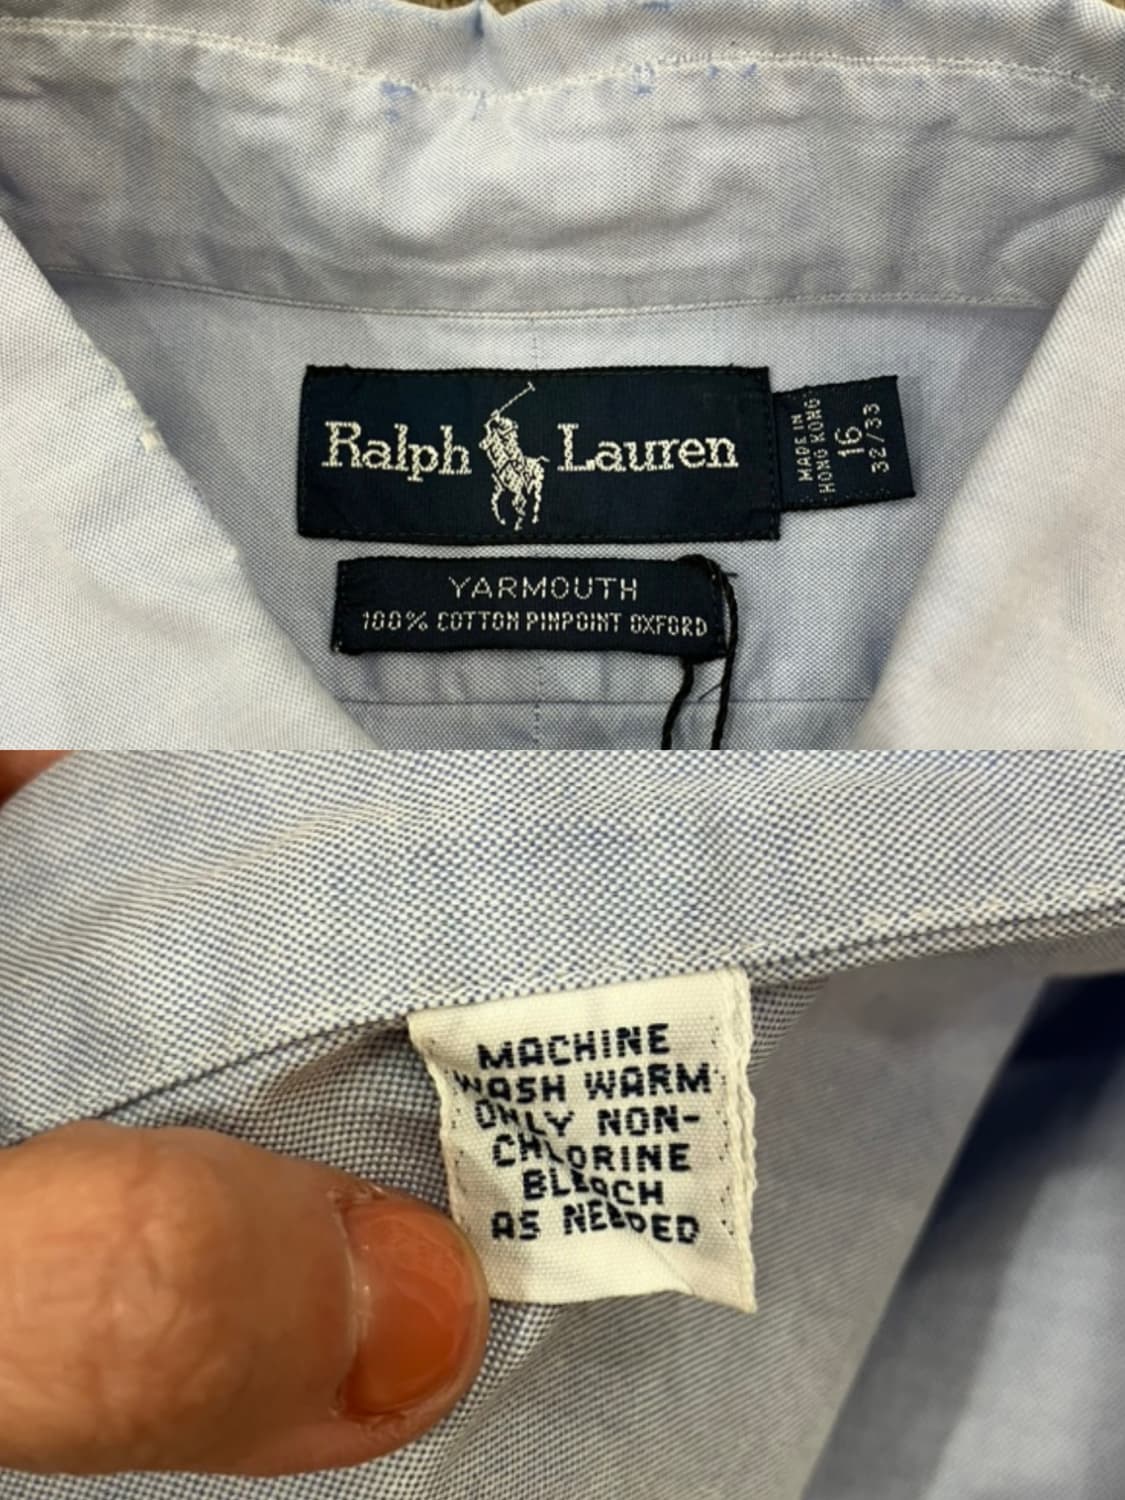 Ralph Lauren
MADE IN
HONG KONG
16
32/33
YARMOUTH
100% COTTON PINPOINT OXFORD
MACHINE
WASH WARM
ONLY NON-
CHLORINE
BLEACH
AS NEEDED